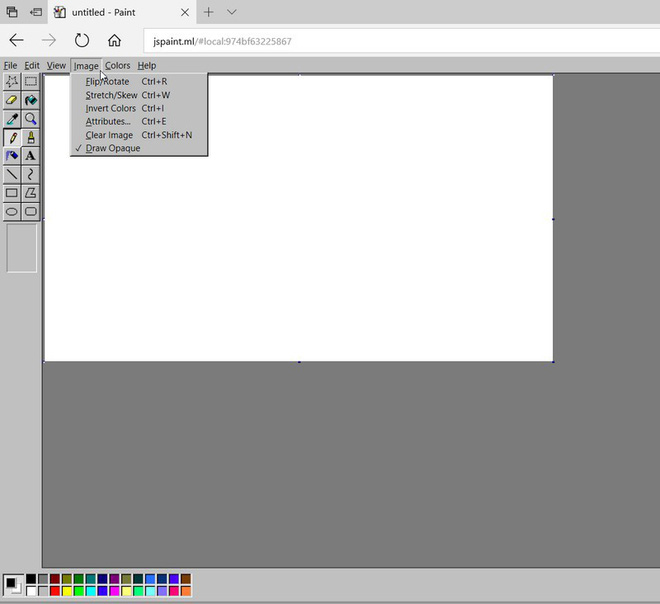 untitled - Paint
jspaint.ml/#local:974bf63225867
File Edit View Image Colors Help
Flip/Rotate Ctrl+R
Stretch/Skew Ctrl+W
Invert Colors Ctrl+I
Attributes... Ctrl+E
Clear Image Ctrl+Shift+N
✓ Draw Opaque
A